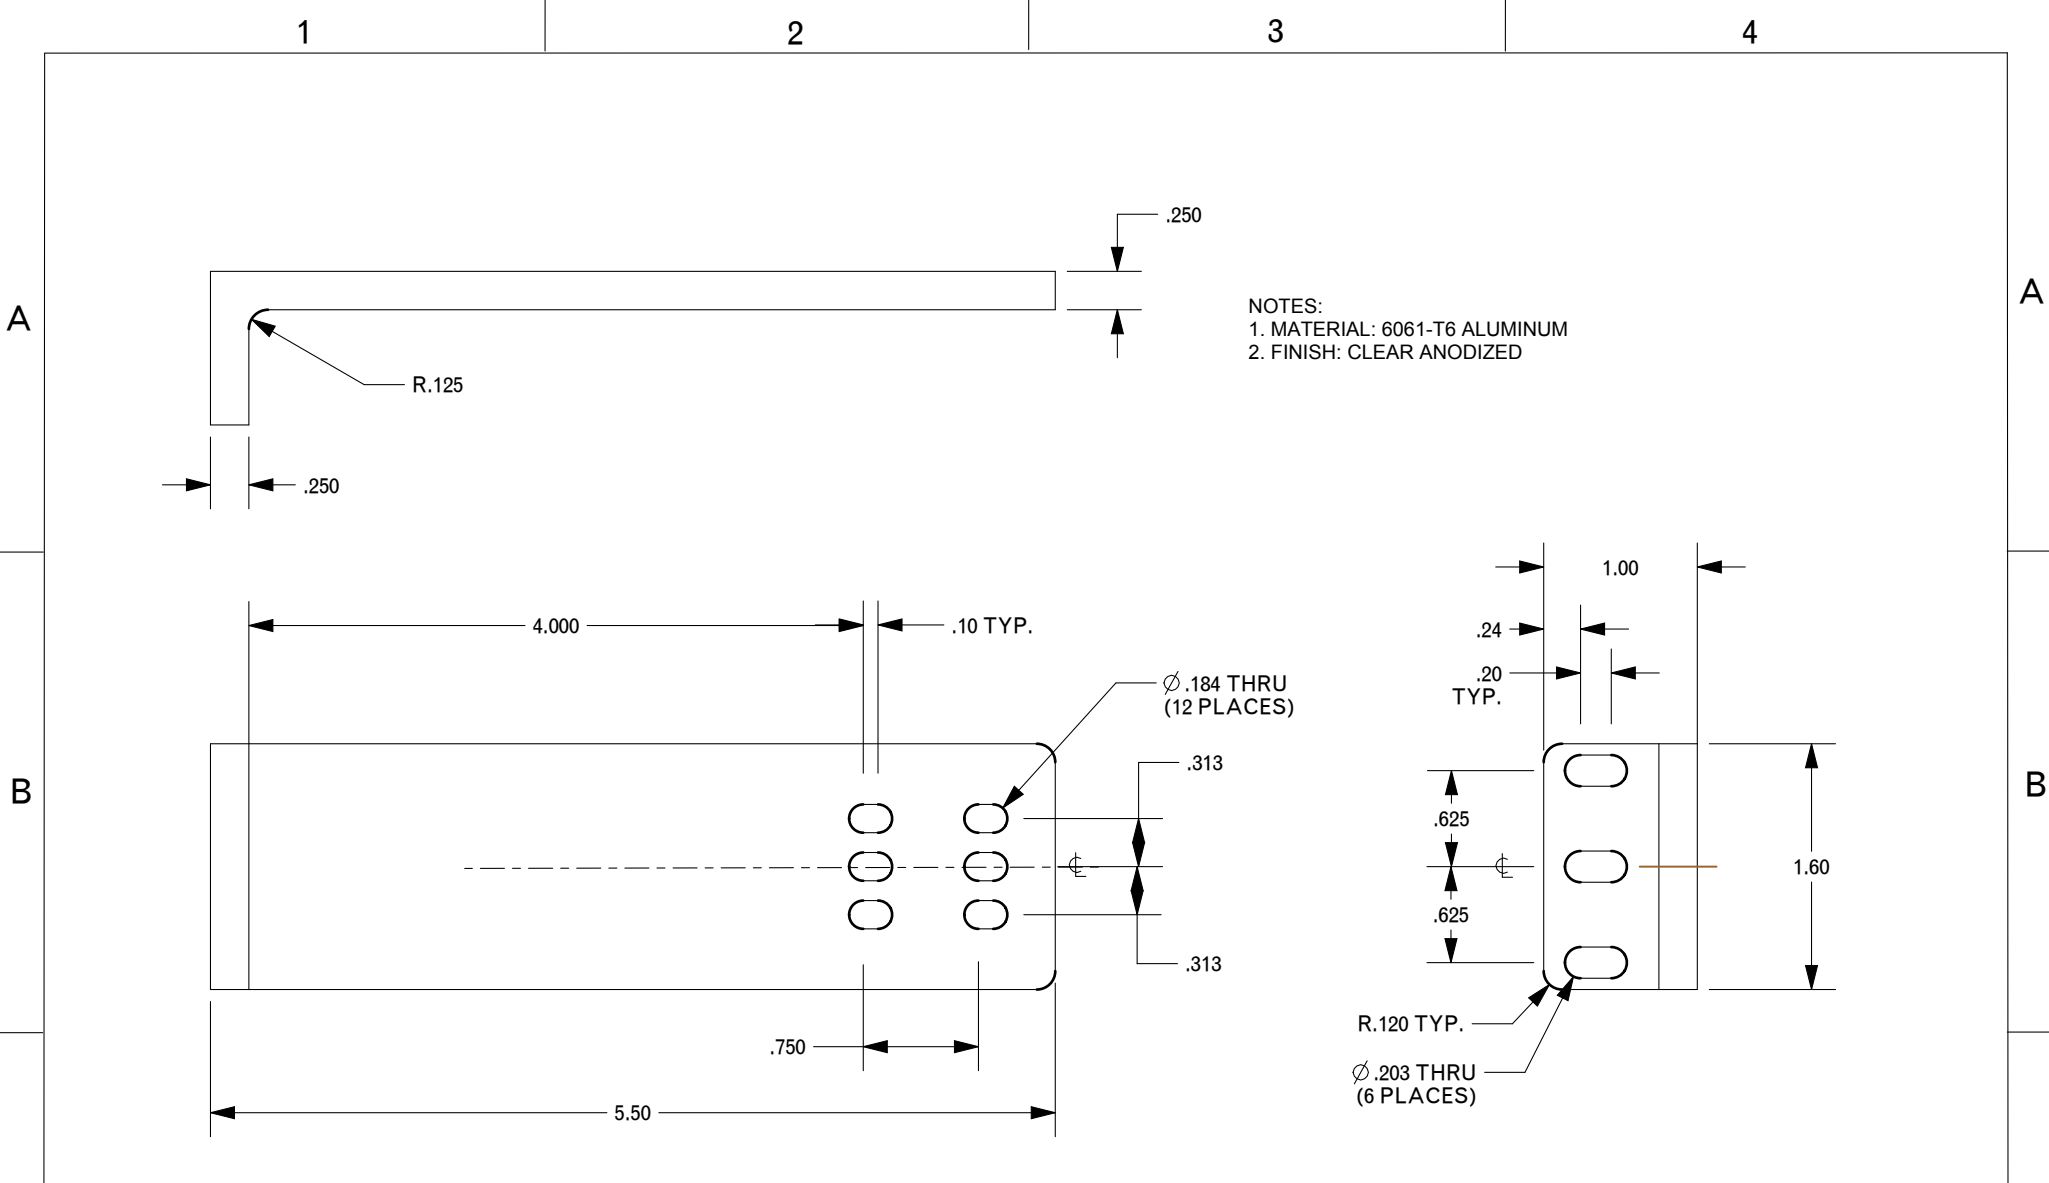 1 2 3 4
A A
.250
NOTES:
1. MATERIAL: 6061-T6 ALUMINUM
2. FINISH: CLEAR ANODIZED
R.125
.250
1.00
4.000 .10 TYP.
.24
.20
TYP.
⌀.184 THRU
(12 PLACES)
.313
B B
.625
℄ ℄
1.60
.625
.313
R.120 TYP.
.750
⌀.203 THRU
(6 PLACES)
5.50